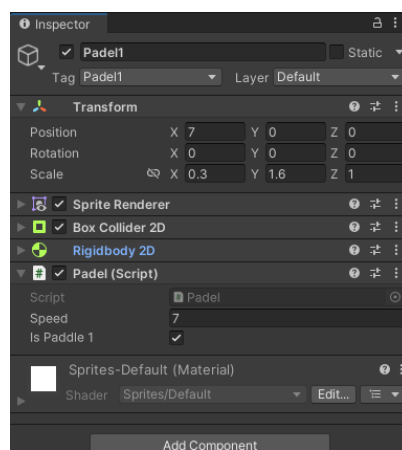 Inspector
Padel1 Static
Tag Padel1 Layer Default
Transform
Position X 7 Y 0 Z 0
Rotation X 0 Y 0 Z 0
Scale X 0.3 Y 1.6 Z 1
Sprite Renderer
Box Collider 2D
Rigidbody 2D
# Padel (Script)
Script # Padel
Speed 7
Is Paddle 1
Sprites-Default (Material)
Shader Sprites/Default Edit...
Add Component